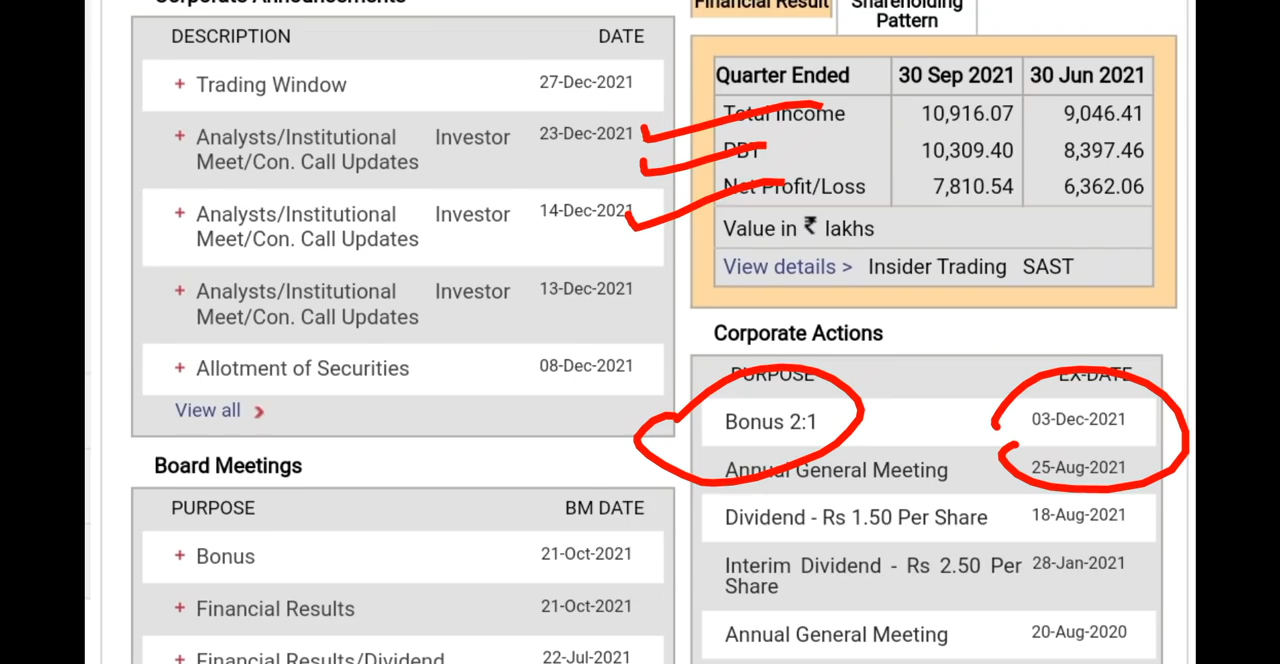 Corporate Announcements
DESCRIPTION DATE
+ Trading Window 27-Dec-2021
+ Analysts/Institutional Investor 23-Dec-2021
Meet/Con. Call Updates
+ Analysts/Institutional Investor 14-Dec-2021
Meet/Con. Call Updates
+ Analysts/Institutional Investor 13-Dec-2021
Meet/Con. Call Updates
+ Allotment of Securities 08-Dec-2021
View all >
Board Meetings
PURPOSE BM DATE
+ Bonus 21-Oct-2021
+ Financial Results 21-Oct-2021
+ Financial Results/Dividend 22-Jul-2021
Financial Result
Shareholding
Pattern
Quarter Ended 30 Sep 2021 30 Jun 2021
Total Income 10,916.07 9,046.41
PBT 10,309.40 8,397.46
Net Profit/Loss 7,810.54 6,362.06
Value in ₹ lakhs
View details > Insider Trading SAST
Corporate Actions
PURPOSE EX-DATE
Bonus 2:1 03-Dec-2021
Annual General Meeting 25-Aug-2021
Dividend - Rs 1.50 Per Share 18-Aug-2021
Interim Dividend - Rs 2.50 Per 28-Jan-2021
Share
Annual General Meeting 20-Aug-2020